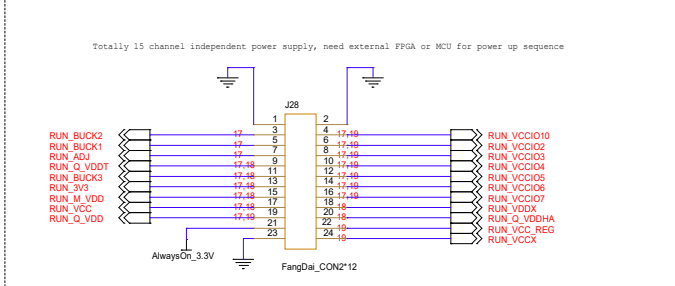 Totally 15 channel independent power supply, need external FPGA or MCU for power up sequence
J28
1 2
RUN_BUCK2 17 3 4 17,19 RUN_VCCIO10
RUN_BUCK1 17 5 6 17,19 RUN_VCCIO2
RUN_ADJ 17 7 8 17,19 RUN_VCCIO3
RUN_Q_VDDT 17,18 9 10 17,19 RUN_VCCIO4
RUN_BUCK3 17,18 11 12 17,19 RUN_VCCIO5
RUN_3V3 17,18 13 14 17,19 RUN_VCCIO6
RUN_M_VDD 17,18 15 16 17,19 RUN_VCCIO7
RUN_VCC 17,18 17 18 18 RUN_VDDX
RUN_Q_VDD 17,19 19 20 18 RUN_Q_VDDHA
21 22 19 RUN_VCC_REG
23 24 19 RUN_VCCX
AlwaysOn_3.3V
FangDai_CON2*12